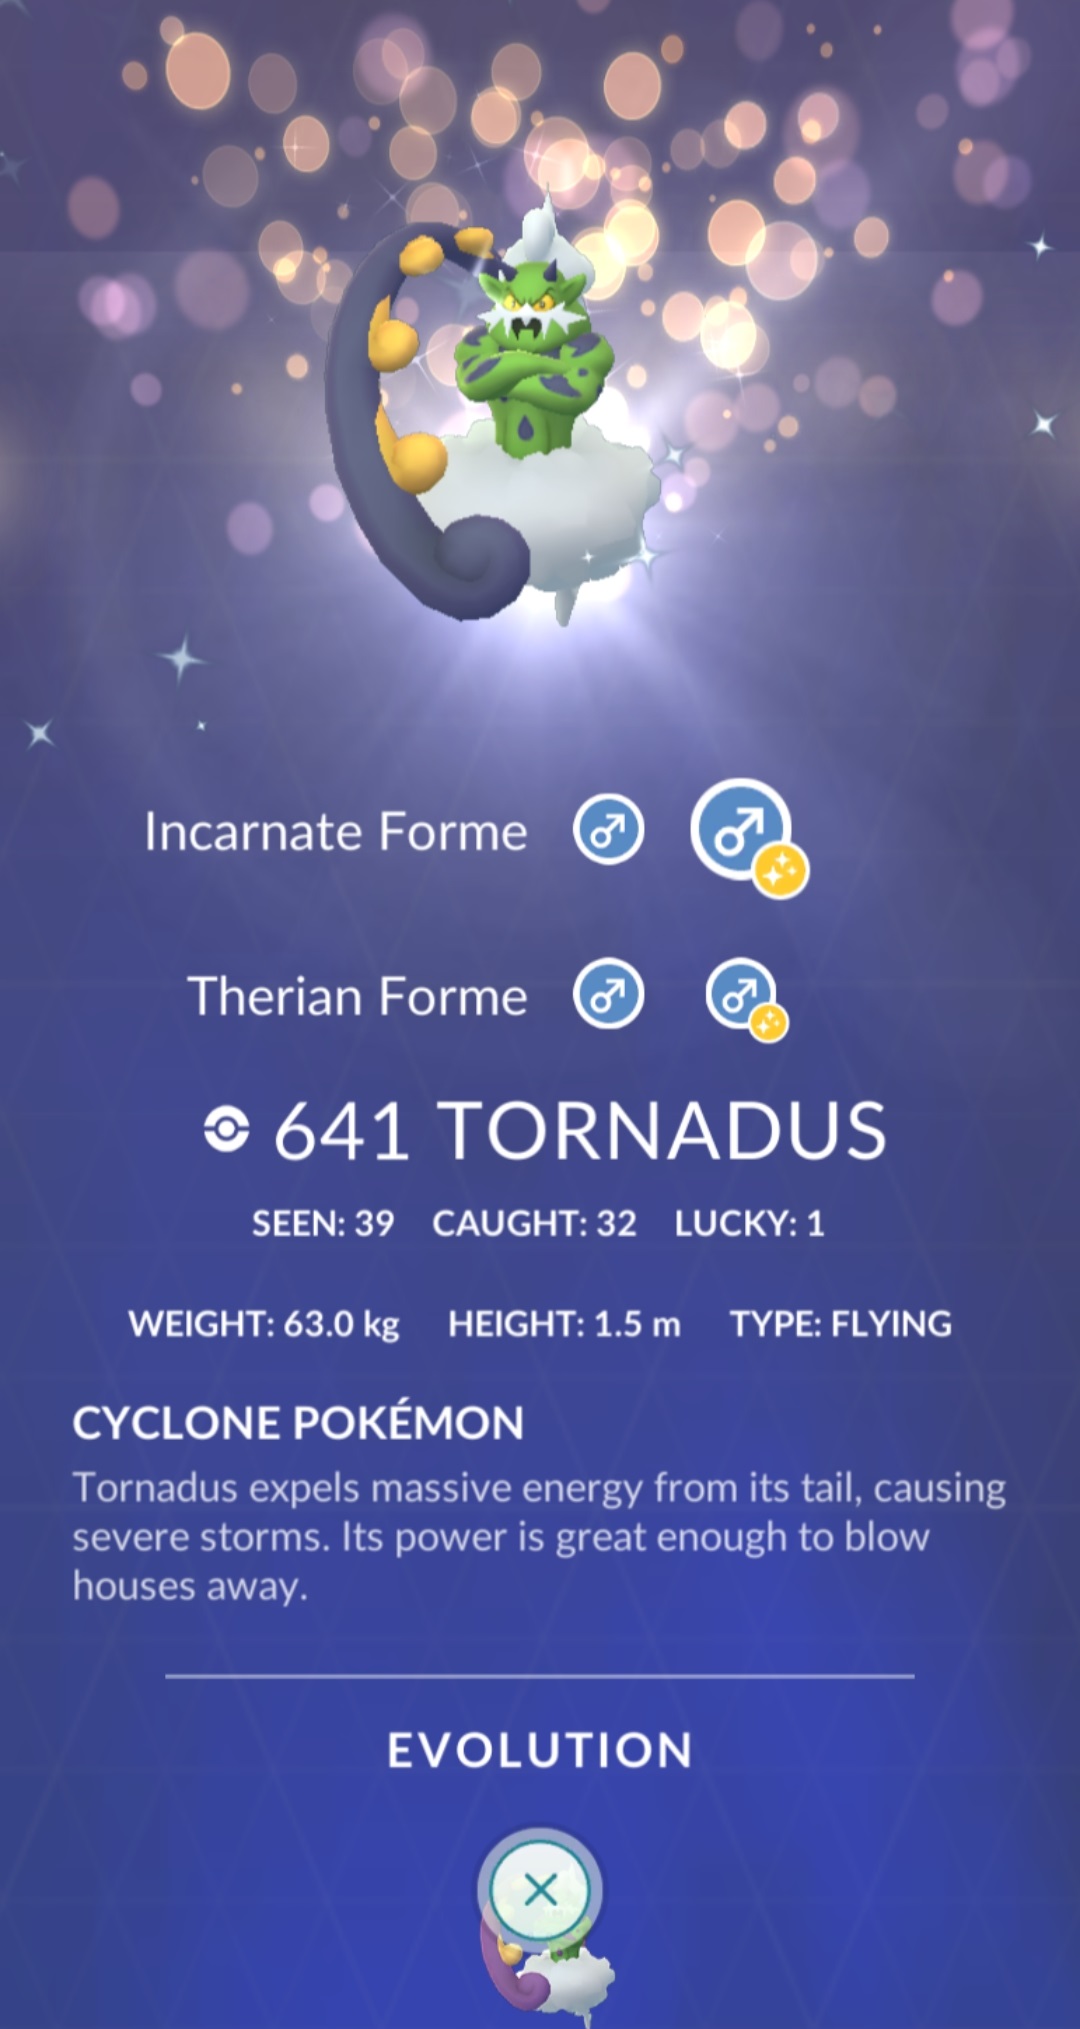 Incarnate Forme
Therian Forme
641 TORNADUS
SEEN: 39 CAUGHT: 32 LUCKY: 1
WEIGHT: 63.0 kg HEIGHT: 1.5 m TYPE: FLYING
CYCLONE POKÉMON
Tornadus expels massive energy from its tail, causing
severe storms. Its power is great enough to blow
houses away.
EVOLUTION